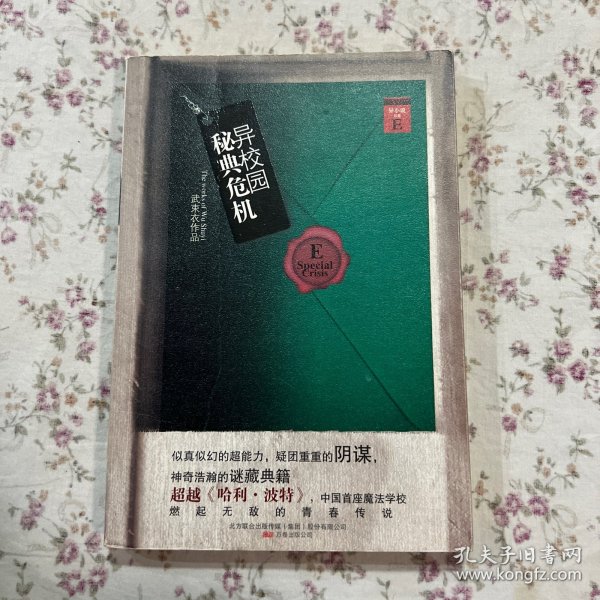 异校园
秘典危机
The works of Wu Shuyi
武束衣作品
E
E
Special
Crisis
似真似幻的超能力，疑团重重的阴谋，
神奇浩瀚的谜藏典籍
超越《哈利·波特》，中国首座魔法学校
燃起无敌的青春传说
北方联合出版传媒（集团）股份有限公司
万卷出版公司
孔夫子旧书网
www.kongfz.com